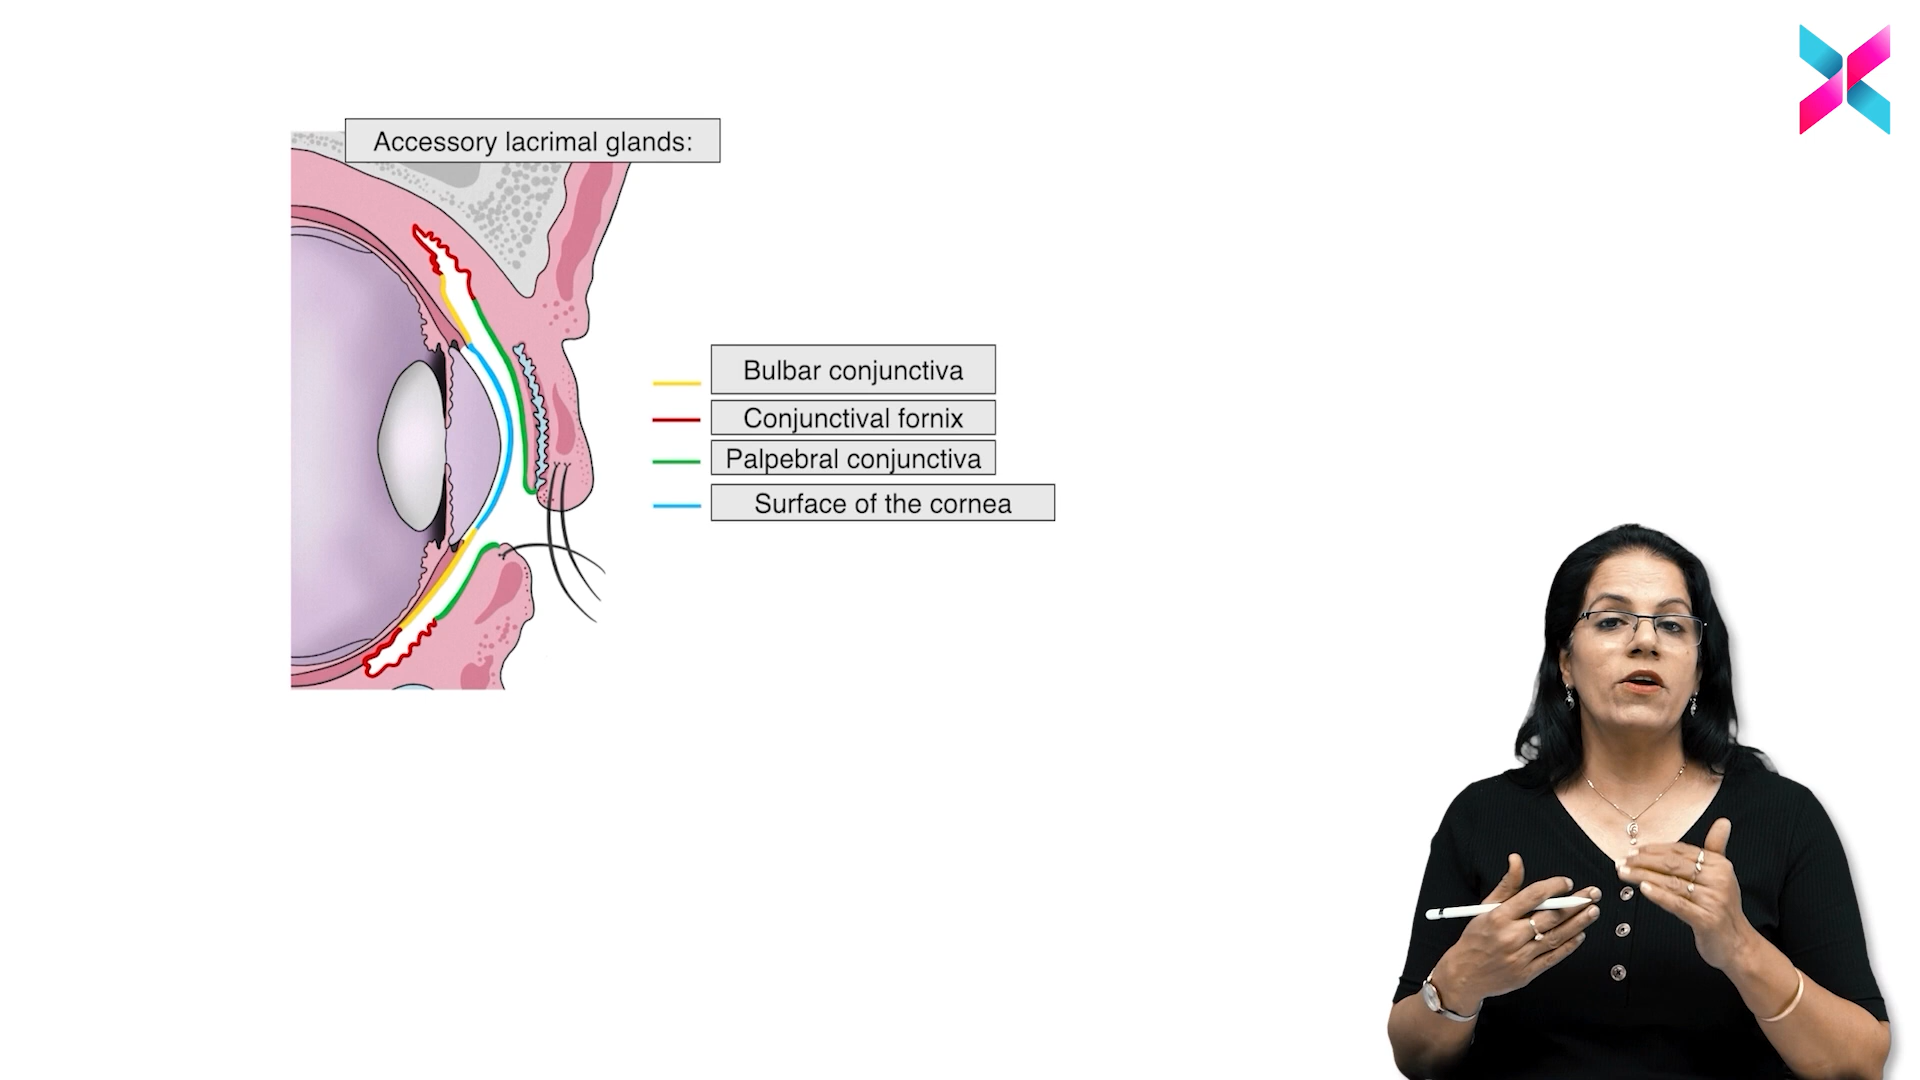 Accessory lacrimal glands:
Bulbar conjunctiva
Conjunctival fornix
Palpebral conjunctiva
Surface of the cornea